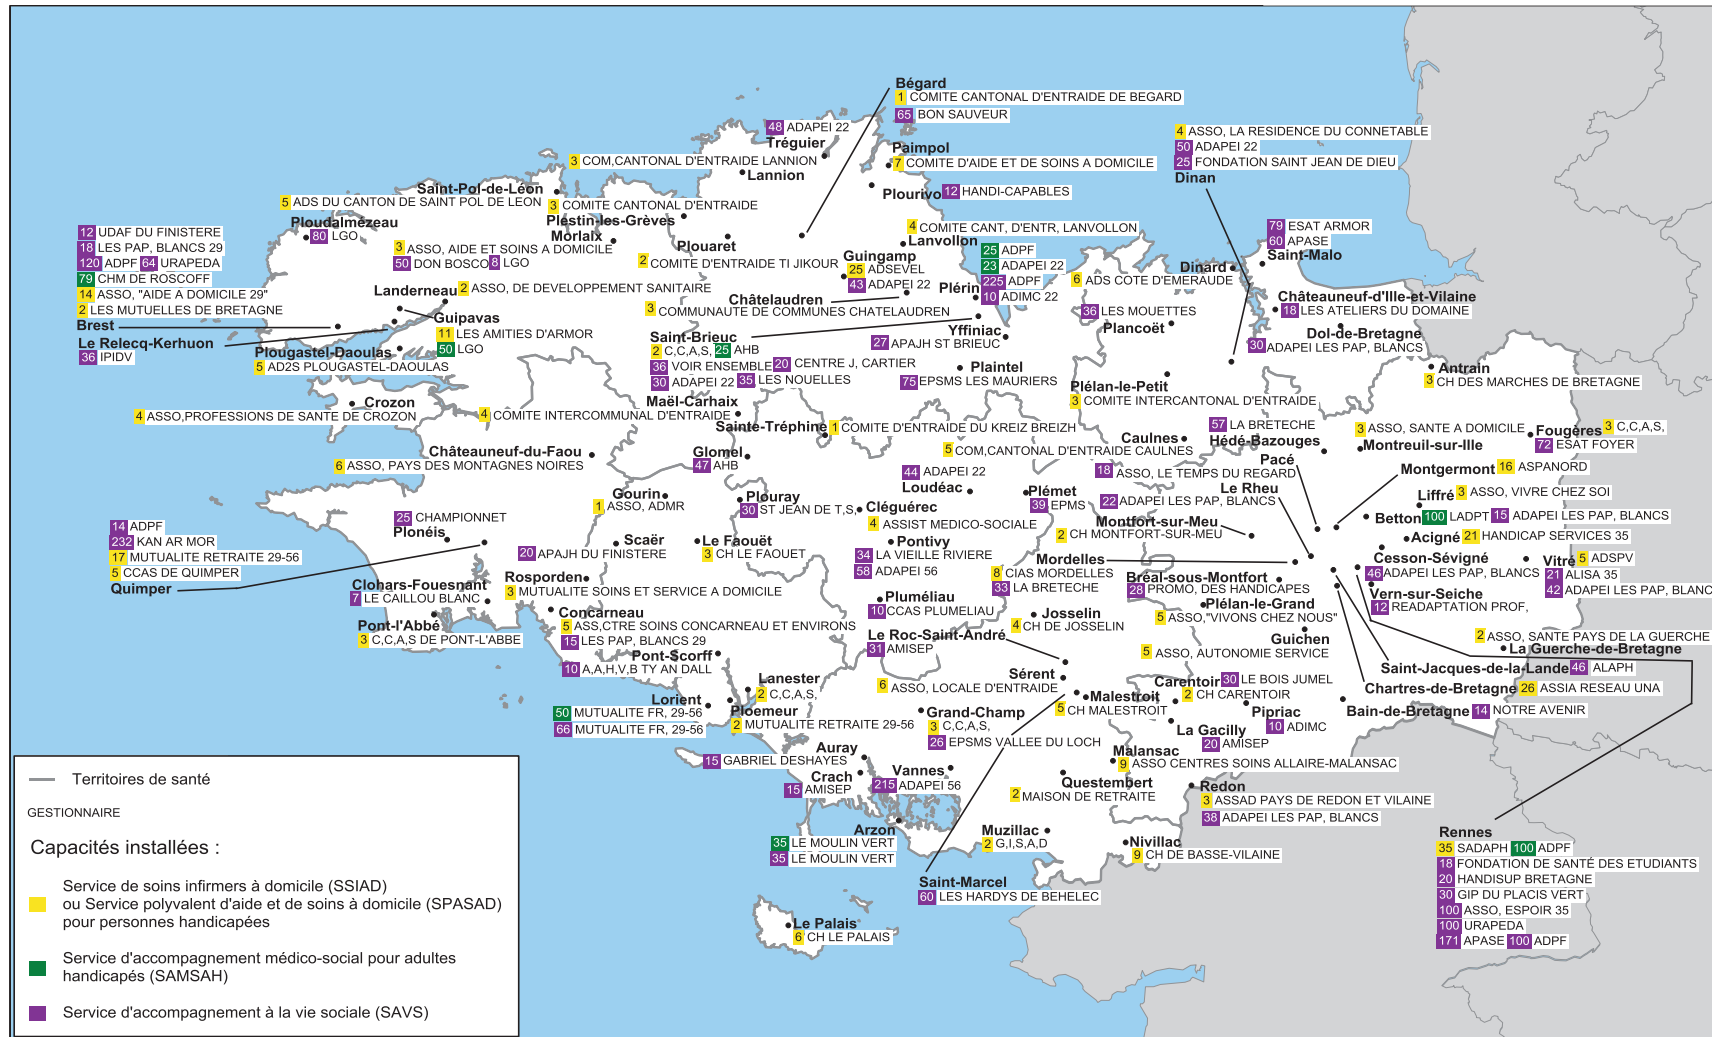 Bégard
1 COMITE CANTONAL D'ENTRAIDE DE BEGARD
65 BON SAUVEUR
48 ADAPEI 22
Tréguier
3 COM,CANTONAL D'ENTRAIDE LANNION
Lannion
Paimpol
7 COMITE D'AIDE ET DE SOINS A DOMICILE
Plourivo 12 HANDI-CAPABLES
4 ASSO, LA RESIDENCE DU CONNETABLE
50 ADAPEI 22
25 FONDATION SAINT JEAN DE DIEU
Dinan
Saint-Pol-de-Léon
5 ADS DU CANTON DE SAINT POL DE LEON
3 COMITE CANTONAL D'ENTRAIDE
Plestin-les-Grèves
Ploudalmézeau
80 LGO
Morlaix
3 ASSO, AIDE ET SOINS A DOMICILE
50 DON BOSCO 8 LGO
Plouaret
2 COMITE D'ENTRAIDE TI JIKOUR
4 COMITE CANT, D'ENTR, LANVOLLON
Lanvollon
Guingamp
25 ADSEVEL
43 ADAPEI 22
25 ADPF
23 ADAPEI 22
225 ADPF
10 ADIMC 22
Plérin
79 ESAT ARMOR
60 APASE
Saint-Malo
Dinard
6 ADS COTE D'EMERAUDE
12 UDAF DU FINISTERE
18 LES PAP, BLANCS 29
120 ADPF 64 URAPEDA
79 CHM DE ROSCOFF
14 ASSO, "AIDE A DOMICILE 29"
2 LES MUTUELLES DE BRETAGNE
Brest
Le Relecq-Kerhuon
36 IPIDV
Landerneau
2 ASSO, DE DEVELOPPEMENT SANITAIRE
Guipavas
11 LES AMITIES D'ARMOR
50 LGO
Plougastel-Daoulas
5 AD2S PLOUGASTEL-DAOULAS
Châtelaudren
3 COMMUNAUTE DE COMMUNES CHATELAUDREN
Saint-Brieuc
2 C,C,A,S, 25 AHB
36 VOIR ENSEMBLE 20 CENTRE J, CARTIER
30 ADAPEI 22 35 LES NOUELLES
Yffiniac
27 APAJH ST BRIEUC
Plaintel
75 EPSMS LES MAURIERS
36 LES MOUETTES
Plancoët
Châteauneuf-d'Ille-et-Vilaine
18 LES ATELIERS DU DOMAINE
Dol-de-Bretagne
30 ADAPEI LES PAP, BLANCS
Antrain
3 CH DES MARCHES DE BRETAGNE
Plélan-le-Petit
3 COMITE INTERCANTONAL D'ENTRAIDE
Crozon
4 ASSO,PROFESSIONS DE SANTE DE CROZON
Maël-Carhaix
4 COMITE INTERCOMMUNAL D'ENTRAIDE
Sainte-Tréphine 1 COMITE D'ENTRAIDE DU KREIZ BREIZH
Caulnes
5 COM,CANTONAL D'ENTRAIDE CAULNES
57 LA BRETECHE
Hédé-Bazouges
3 ASSO, SANTE A DOMICILE
Montreuil-sur-Ille
Fougères 3 C,C,A,S,
72 ESAT FOYER
Châteauneuf-du-Faou
6 ASSO, PAYS DES MONTAGNES NOIRES
Glomel
47 AHB
44 ADAPEI 22
Loudéac
18 ASSO, LE TEMPS DU REGARD
Pacé
Montgermont 16 ASPANORD
Le Rheu
22 ADAPEI LES PAP, BLANCS
Plémet
39 EPMS
Liffré 3 ASSO, VIVRE CHEZ SOI
Betton 100 LADPT 15 ADAPEI LES PAP, BLANCS
Gourin
1 ASSO, ADMR
Plouray
30 ST JEAN DE T,S,
Cléguérec
4 ASSIST MEDICO-SOCIALE
Montfort-sur-Meu
2 CH MONTFORT-SUR-MEU
Acigné 21 HANDICAP SERVICES 35
14 ADPF
232 KAN AR MOR
17 MUTUALITE RETRAITE 29-56
5 CCAS DE QUIMPER
Quimper
25 CHAMPIONNET
Plonéis
Scaër
20 APAJH DU FINISTERE
Le Faouët
3 CH LE FAOUET
Pontivy
34 LA VIEILLE RIVIERE
58 ADAPEI 56
Mordelles
8 CIAS MORDELLES
33 LA BRETECHE
Cesson-Sévigné
46 ADAPEI LES PAP, BLANCS
Vitré 5 ADSPV
21 ALISA 35
42 ADAPEI LES PAP, BLANC
Bréal-sous-Montfort
28 PROMO, DES HANDICAPES
Vern-sur-Seiche
12 READAPTATION PROF,
Clohars-Fouesnant
7 LE CAILLOU BLANC
Rosporden
3 MUTUALITE SOINS ET SERVICE A DOMICILE
Concarneau
5 ASS,CTRE SOINS CONCARNEAU ET ENVIRONS
15 LES PAP, BLANCS 29
Pluméliau
10 CCAS PLUMELIAU
Josselin
4 CH DE JOSSELIN
Plélan-le-Grand
5 ASSO,"VIVONS CHEZ NOUS"
Pont-l'Abbé
3 C,C,A,S DE PONT-L'ABBE
Pont-Scorff
10 A,A,H,V,B TY AN DALL
Le Roc-Saint-André
31 AMISEP
Guichen
5 ASSO, AUTONOMIE SERVICE
2 ASSO, SANTE PAYS DE LA GUERCHE
La Guerche-de-Bretagne
Saint-Jacques-de-la-Lande 46 ALAPH
Chartres-de-Bretagne 26 ASSIA RESEAU UNA
Bain-de-Bretagne 14 NOTRE AVENIR
Lanester
2 C,C,A,S,
Sérent
6 ASSO, LOCALE D'ENTRAIDE
Malestroit
5 CH MALESTROIT
Carentoir 30 LE BOIS JUMEL
2 CH CARENTOIR
Pipriac
10 ADIMC
La Gacilly
20 AMISEP
Lorient
50 MUTUALITE FR, 29-56
66 MUTUALITE FR, 29-56
Ploemeur
2 MUTUALITE RETRAITE 29-56
Grand-Champ
3 C,C,A,S,
26 EPSMS VALLEE DU LOCH
Malansac
9 ASSO CENTRES SOINS ALLAIRE-MALANSAC
Auray
15 GABRIEL DESHAYES
Crach
15 AMISEP
Vannes
215 ADAPEI 56
Questembert
2 MAISON DE RETRAITE
Redon
3 ASSAD PAYS DE REDON ET VILAINE
38 ADAPEI LES PAP, BLANCS
Arzon
35 LE MOULIN VERT
35 LE MOULIN VERT
Muzillac
2 G,I,S,A,D
Nivillac
9 CH DE BASSE-VILAINE
Saint-Marcel
60 LES HARDYS DE BEHELEC
Le Palais
6 CH LE PALAIS
Rennes
35 SADAPH 100 ADPF
18 FONDATION DE SANTÉ DES ETUDIANTS
20 HANDISUP BRETAGNE
30 GIP DU PLACIS VERT
100 ASSO, ESPOIR 35
100 URAPEDA
171 APASE 100 ADPF
Territoires de santé
GESTIONNAIRE
Capacités installées :
Service de soins infirmiers à domicile (SSIAD)
ou Service polyvalent d'aide et de soins à domicile (SPASAD)
pour personnes handicapées
Service d'accompagnement médico-social pour adultes
handicapés (SAMSAH)
Service d'accompagnement à la vie sociale (SAVS)